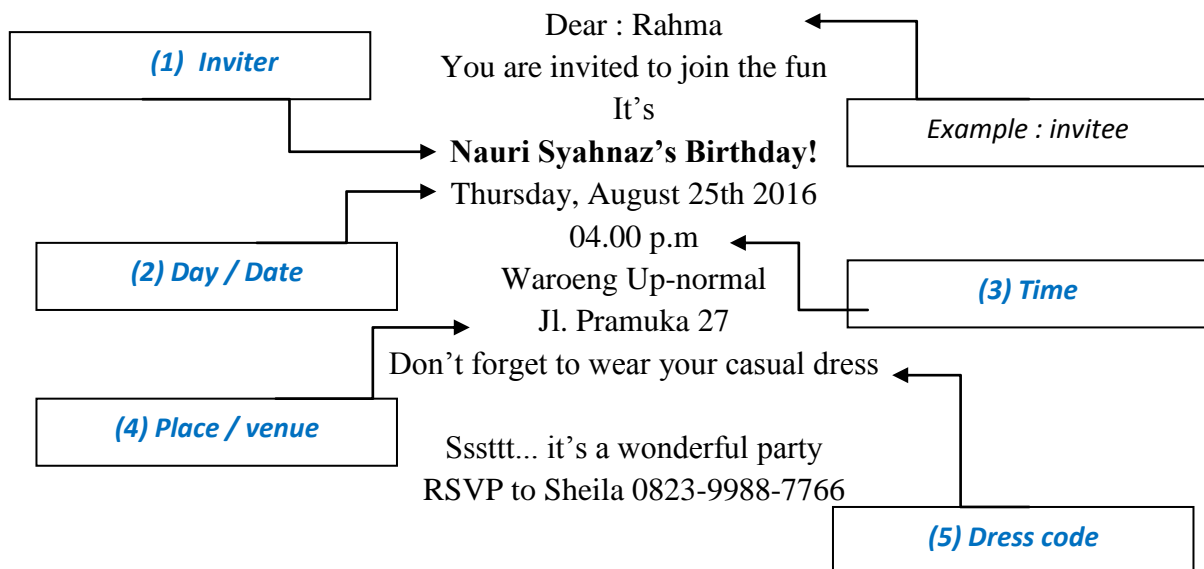 Dear : Rahma
(1) Inviter
You are invited to join the fun
It’s
Example : invitee
Nauri Syahnaz’s Birthday!
Thursday, August 25th 2016
04.00 p.m
(2) Day / Date
Waroeng Up-normal
(3) Time
Jl. Pramuka 27
Don’t forget to wear your casual dress
(4) Place / venue
Sssttt... it’s a wonderful party
RSVP to Sheila 0823-9988-7766
(5) Dress code